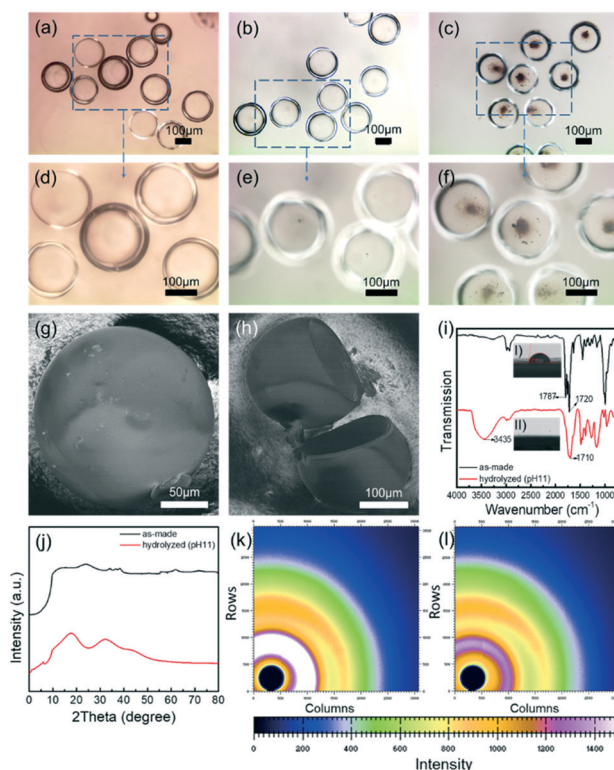 (a)
(b)
(c)
100μm
100μm
100μm
(d)
(e)
(f)
100μm
100μm
100μm
(g)
(h)
(i)
50μm
100μm
Transmission
I)
1787
1720
II)
3435
1710
as-made
hydrolyzed (pH11)
4000 3500 3000 2500 2000 1500 1000
Wavenumber (cm⁻¹)
(j)
as-made
hydrolyzed (pH11)
Intensity (a.u.)
0 10 20 30 40 50 60 70 80
2Theta (degree)
(k)
Rows
Columns
(l)
Rows
Columns
0 200 400 600 800 1000 1200 1400
Intensity